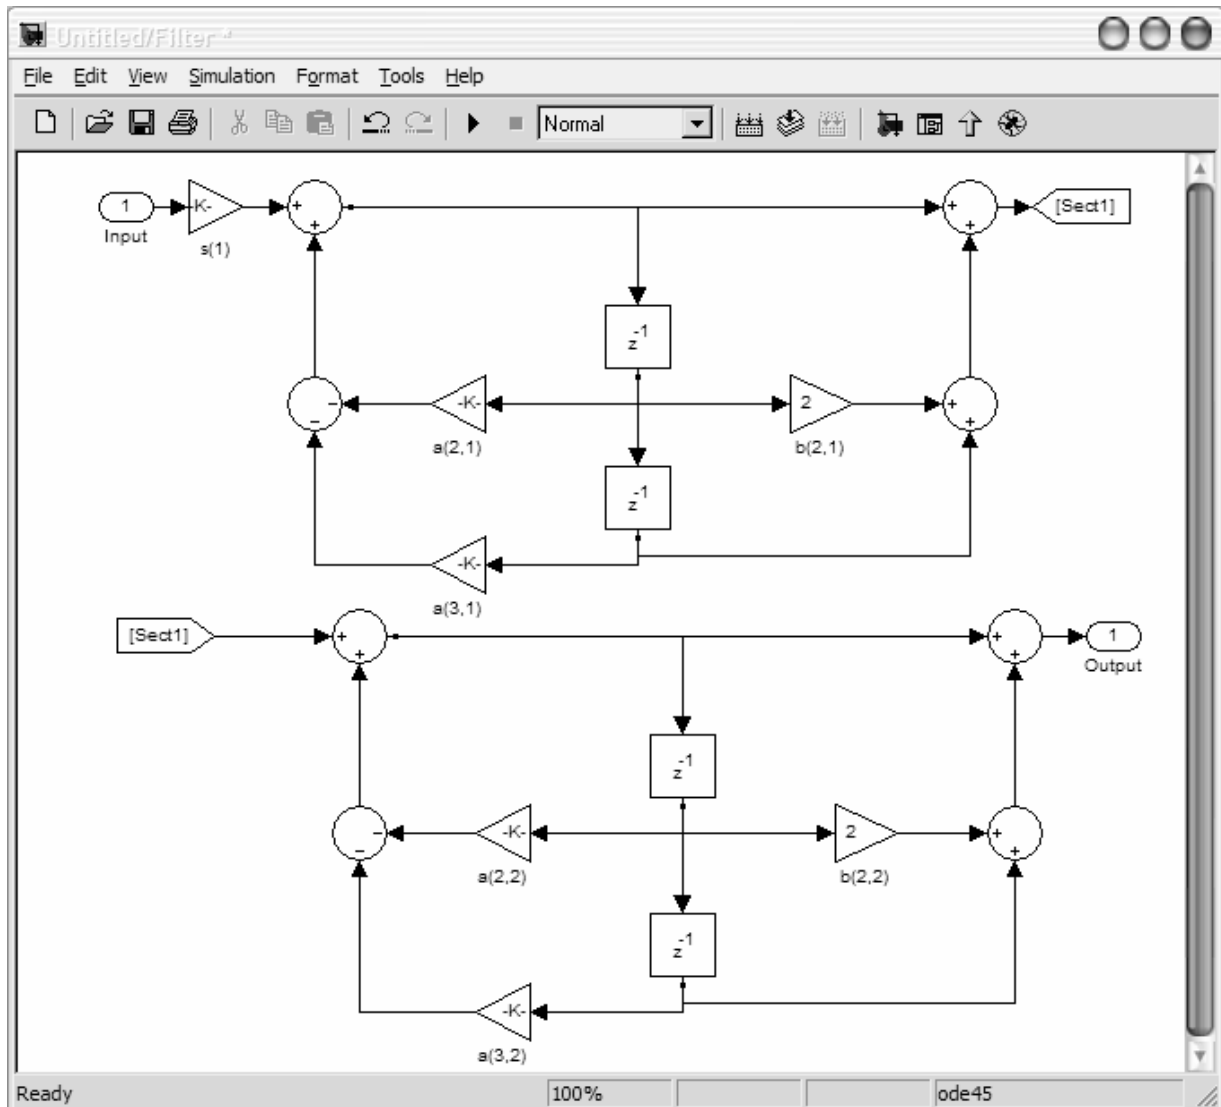 Untitled/Filter *
File Edit View Simulation Format Tools Help
Normal
1
-K-
+
+
+
+
[Sect1]
Input
s(1)
z-1
-
-
-K-
2
+
+
a(2,1)
b(2,1)
z-1
-K-
a(3,1)
[Sect1]
+
+
+
+
1
Output
z-1
-
-
-K-
2
+
+
a(2,2)
b(2,2)
z-1
-K-
a(3,2)
Ready 100% ode45